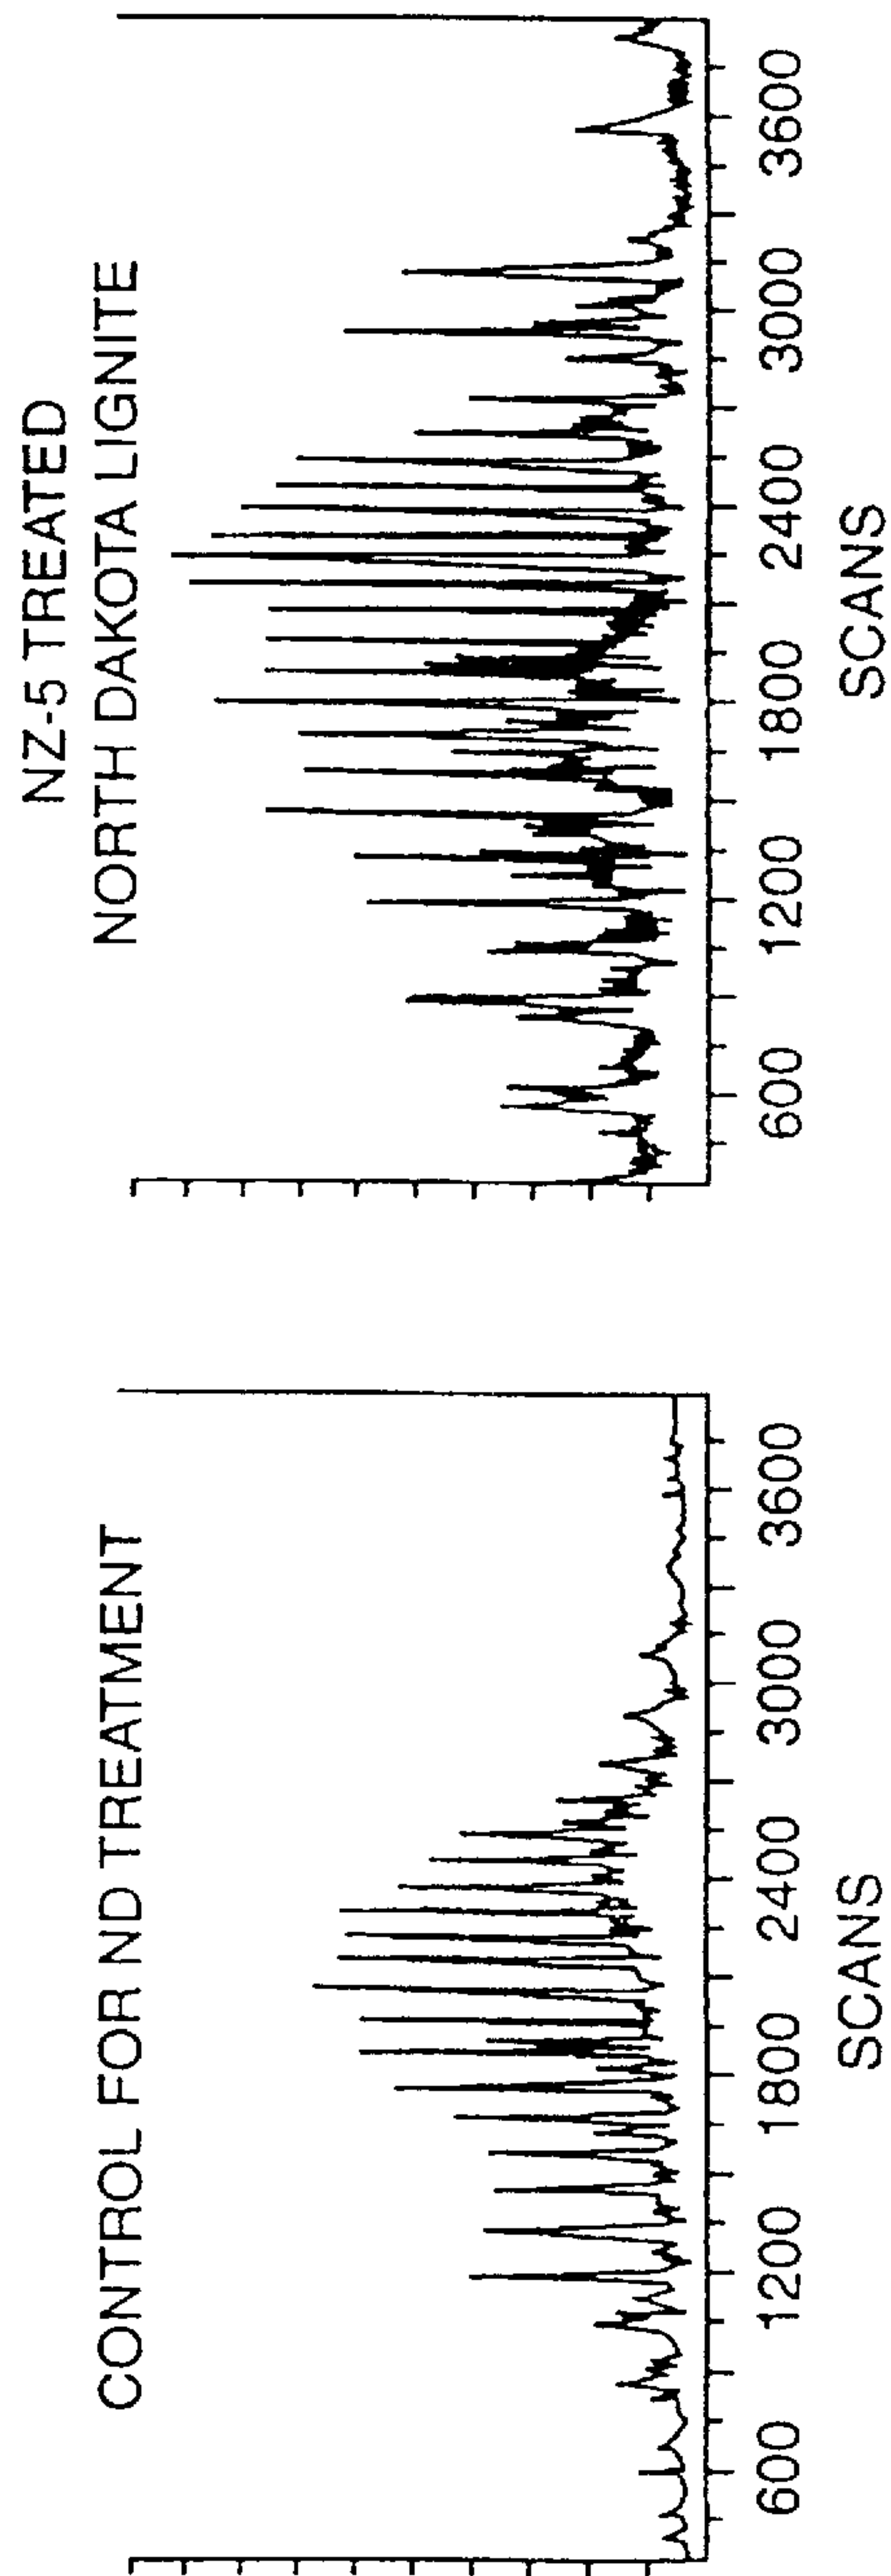 CONTROL FOR ND TREATMENT
600 1200 1800 2400 3000 3600
SCANS
NZ-5 TREATED
NORTH DAKOTA LIGNITE
600 1200 1800 2400 3000 3600
SCANS